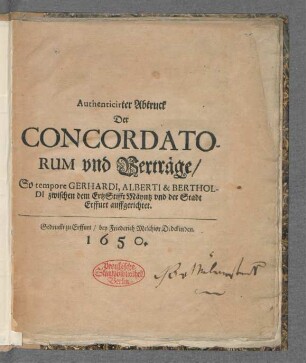 Authenticirter Abtruck
Der
CONCORDATO-
RUM vnd Verträge/
So tempore GERHARDI, ALBERTI & BERTHOL-
DI zwischen dem ErtzStifft Mäyntz vnd der Stadt
Erffurt auffgerichtet.
Gedruckt zu Erffurt / bey Friederich Melchior Dedekinden.
1650.